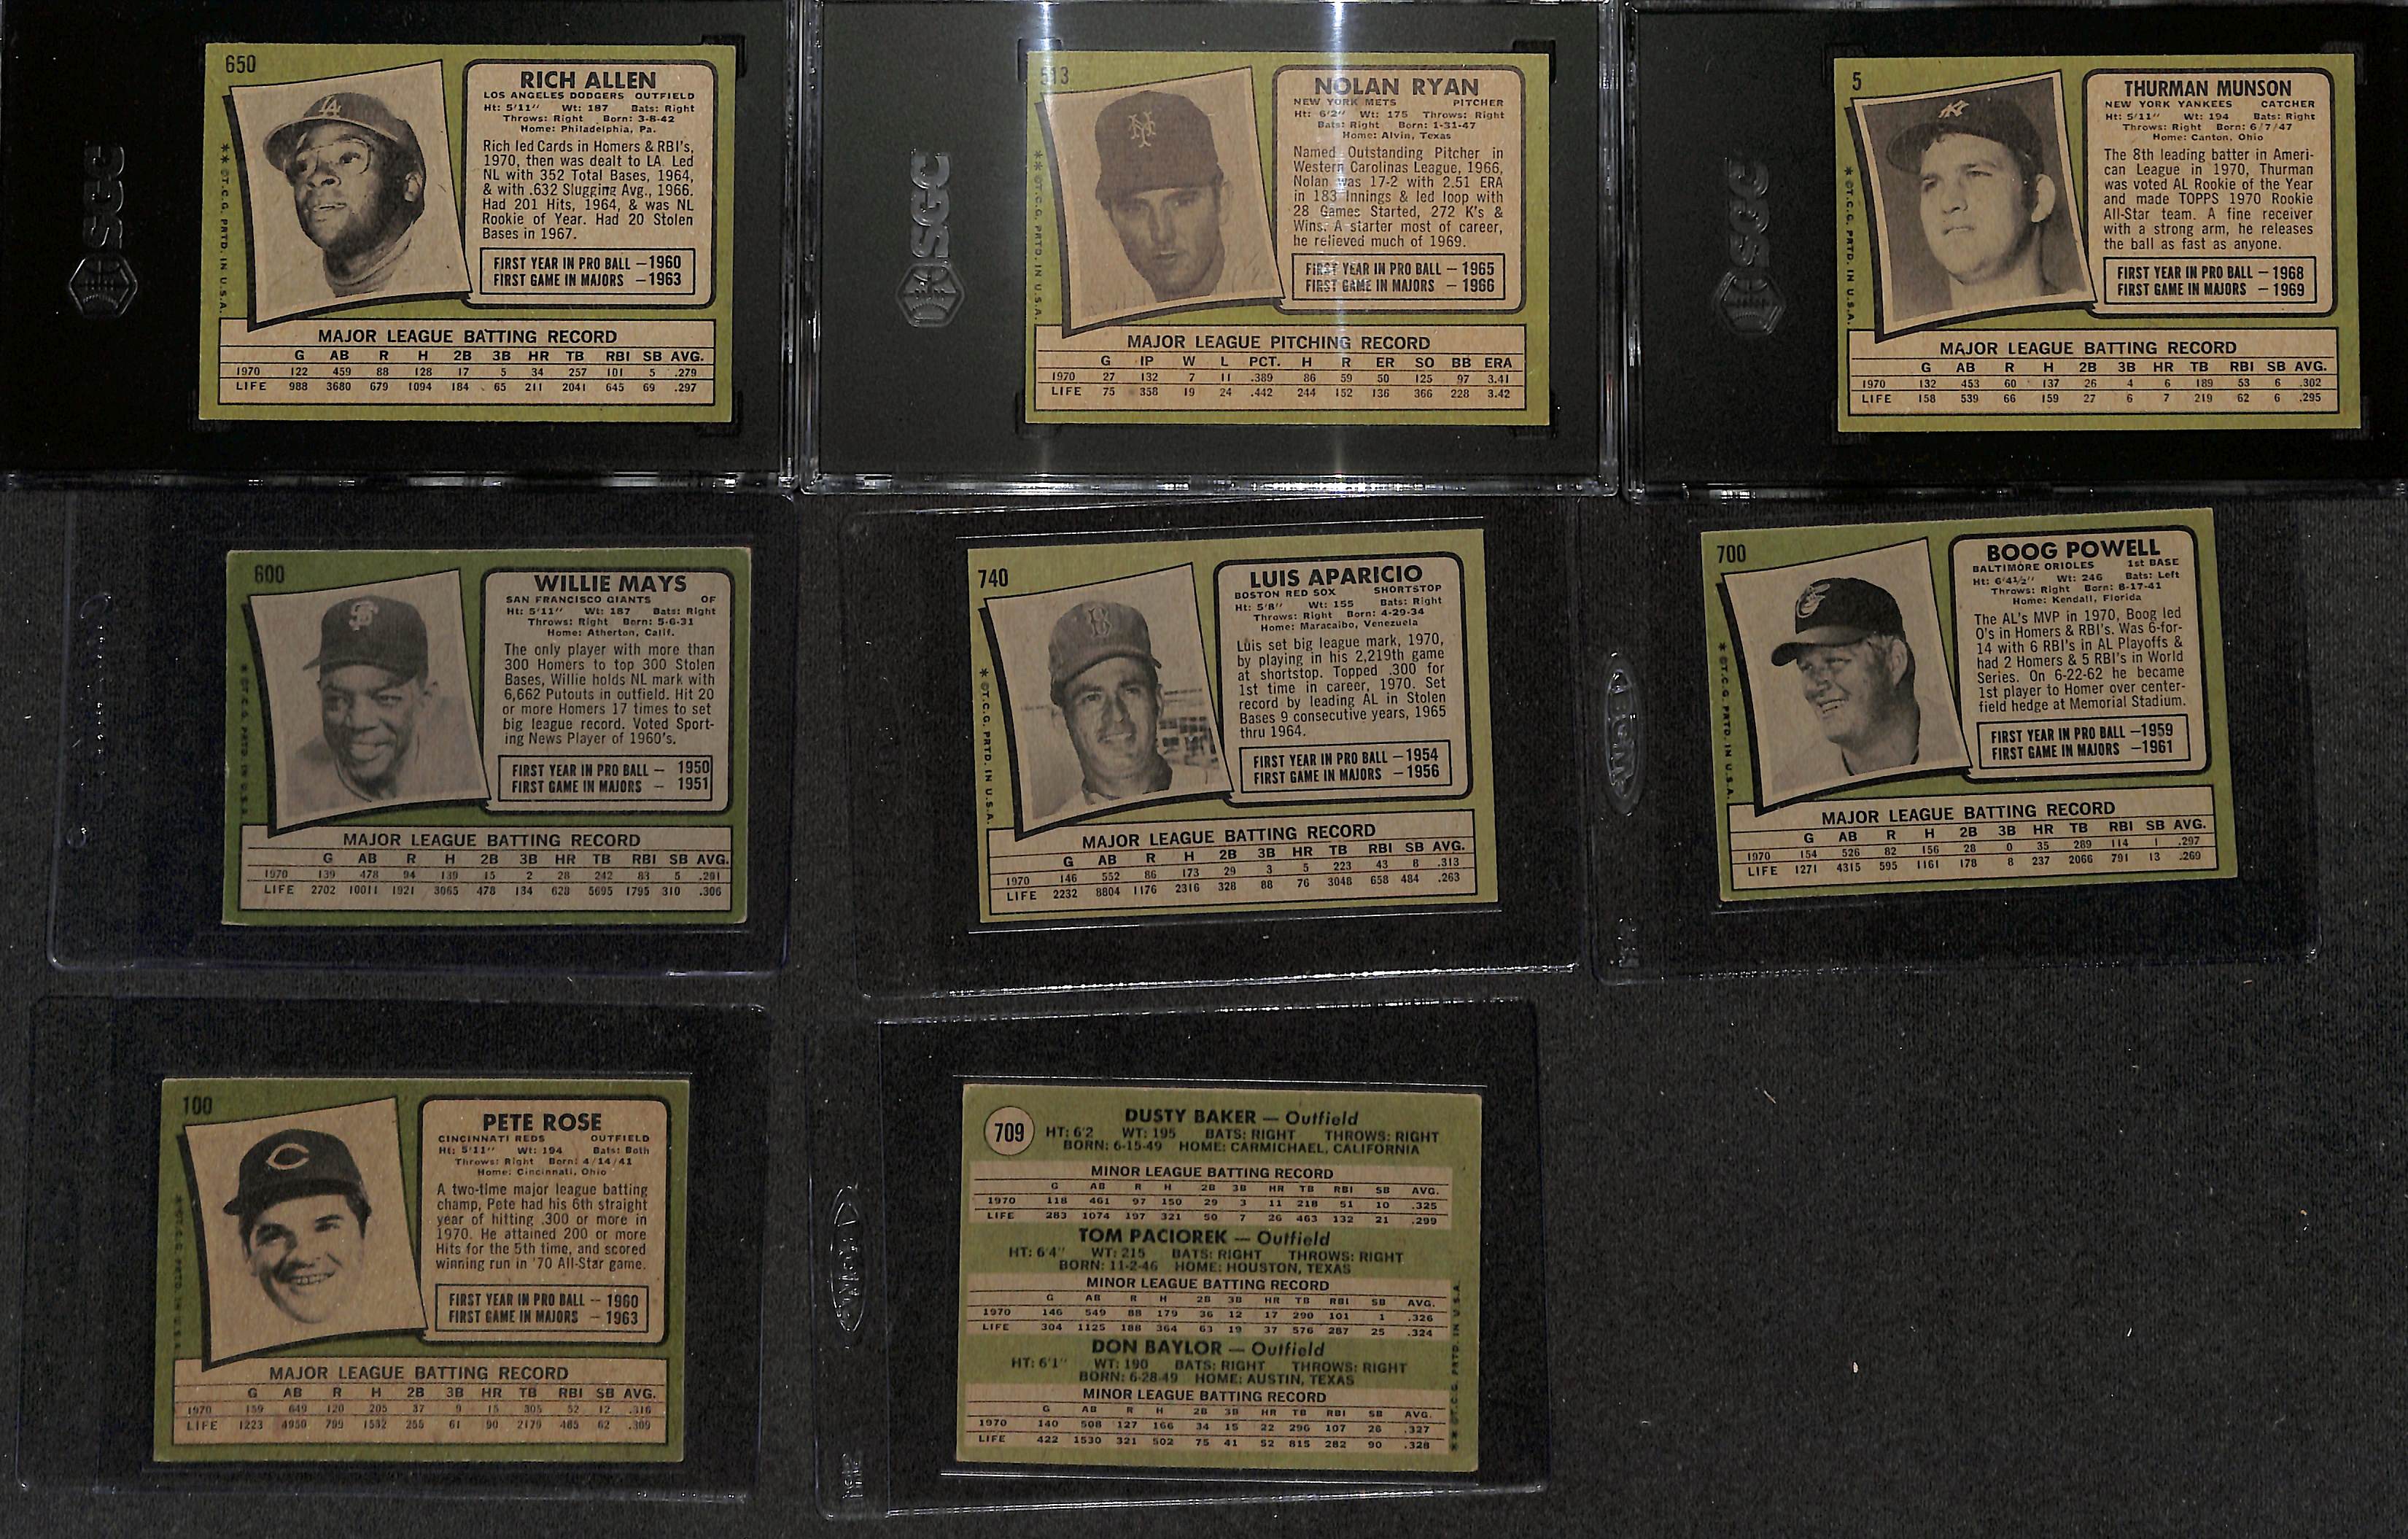 650
RICH ALLEN
LOS ANGELES DODGERS OUTFIELD
Ht: 5'11" Wt: 187 Bats: Right
Throws: Right Born: 3-8-42
Home: Philadelphia, Pa.
Rich led Cards in Homers & RBI's,
1970, then was dealt to LA. Led
NL with 352 Total Bases, 1964,
& with .632 Slugging Avg., 1966.
Had 201 Hits, 1964, & was NL
Rookie of Year. Had 20 Stolen
Bases in 1967.
FIRST YEAR IN PRO BALL — 1960
FIRST GAME IN MAJORS — 1963
** ©T.C.G. PRTD. IN U.S.A.
MAJOR LEAGUE BATTING RECORD
G AB R H 2B 3B HR TB RBI SB AVG.
1970 122 459 88 128 17 5 34 257 101 5 .279
LIFE 988 3680 679 1094 184 65 211 2041 645 69 .297
SGC
513
NOLAN RYAN
NEW YORK METS PITCHER
Ht: 6'2" Wt: 175 Throws: Right
Bats: Right Born: 1-31-47
Home: Alvin, Texas
Named Outstanding Pitcher in
Western Carolinas League, 1966,
Nolan was 17-2 with 2.51 ERA
in 183 Innings & led loop with
28 Games Started, 272 K's &
Wins. A starter most of career,
he relieved much of 1969.
FIRST YEAR IN PRO BALL — 1965
FIRST GAME IN MAJORS — 1966
** ©T.C.G. PRTD. IN U.S.A.
MAJOR LEAGUE PITCHING RECORD
G IP W L PCT. H R ER SO BB ERA
1970 27 132 7 11 .389 86 59 50 125 97 3.41
LIFE 75 358 19 24 .442 244 152 136 366 228 3.42
SGC
5
THURMAN MUNSON
NEW YORK YANKEES CATCHER
Ht: 5'11" Wt: 194 Bats: Right
Throws: Right Born: 6/7/47
Home: Canton, Ohio
The 8th leading batter in Ameri-
can League in 1970, Thurman
was voted AL Rookie of the Year
and made TOPPS 1970 Rookie
All-Star team. A fine receiver
with a strong arm, he releases
the ball as fast as anyone.
FIRST YEAR IN PRO BALL — 1968
FIRST GAME IN MAJORS — 1969
* ©T.C.G. PRTD. IN U.S.A.
MAJOR LEAGUE BATTING RECORD
G AB R H 2B 3B HR TB RBI SB AVG.
1970 132 453 60 137 26 4 6 189 53 6 .302
LIFE 158 539 66 159 27 6 7 219 62 6 .295
SGC
600
WILLIE MAYS
SAN FRANCISCO GIANTS OF
Ht: 5'11" Wt: 187 Bats: Right
Throws: Right Born: 5-6-31
Home: Atherton, Calif.
The only player with more than
300 Homers to top 300 Stolen
Bases, Willie holds NL mark with
6,662 Putouts in outfield. Hit 20
or more Homers 17 times to set
big league record. Voted Sport-
ing News Player of 1960's.
FIRST YEAR IN PRO BALL — 1950
FIRST GAME IN MAJORS — 1951
* ©T.C.G. PRTD. IN U.S.A.
MAJOR LEAGUE BATTING RECORD
G AB R H 2B 3B HR TB RBI SB AVG.
1970 139 478 94 139 15 2 28 242 83 5 .291
LIFE 2702 10011 1921 3065 478 134 628 5695 1795 310 .306
740
LUIS APARICIO
BOSTON RED SOX SHORTSTOP
Ht: 5'8" Wt: 155 Bats: Right
Throws: Right Born: 4-29-34
Home: Maracaibo, Venezuela
Luis set big league mark, 1970,
by playing in his 2,219th game
at shortstop. Topped .300 for
1st time in career, 1970. Set
record by leading AL in Stolen
Bases 9 consecutive years, 1965
thru 1964.
FIRST YEAR IN PRO BALL — 1954
FIRST GAME IN MAJORS — 1956
* ©T.C.G. PRTD. IN U.S.A.
MAJOR LEAGUE BATTING RECORD
G AB R H 2B 3B HR TB RBI SB AVG.
1970 146 552 86 173 29 3 5 223 43 8 .313
LIFE 2232 8804 1176 2316 328 88 76 3048 658 484 .263
700
BOOG POWELL
BALTIMORE ORIOLES 1st BASE
Ht: 6'4½" Wt: 246 Bats: Left
Throws: Right Born: 8-17-41
Home: Kendall, Florida
The AL's MVP in 1970, Boog led
O's in Homers & RBI's. Was 6-for-
14 with 6 RBI's in AL Playoffs &
had 2 Homers & 5 RBI's in World
Series. On 6-22-62 he became
1st player to Homer over center-
field hedge at Memorial Stadium.
FIRST YEAR IN PRO BALL —1959
FIRST GAME IN MAJORS —1961
* ©T.C.G. PRTD. IN U.S.A.
MAJOR LEAGUE BATTING RECORD
G AB R H 2B 3B HR TB RBI SB AVG.
1970 154 526 82 156 28 0 35 289 114 1 .297
LIFE 1271 4315 595 1161 178 8 237 2066 791 13 .269
100
PETE ROSE
CINCINNATI REDS OUTFIELD
Ht: 5'11" Wt: 194 Bats: Both
Throws: Right Born: 4/14/41
Home: Cincinnati, Ohio
A two-time major league batting
champ, Pete had his 6th straight
year of hitting .300 or more in
1970. He attained 200 or more
Hits for the 5th time, and scored
winning run in '70 All-Star game.
FIRST YEAR IN PRO BALL — 1960
FIRST GAME IN MAJORS — 1963
MAJOR LEAGUE BATTING RECORD
G AB R H 2B 3B HR TB RBI SB AVG.
1970 159 649 120 205 37 9 15 305 52 12 .316
LIFE 1223 4950 799 1532 255 61 90 2179 485 62 .309
709
DUSTY BAKER — Outfield
HT: 6'2 WT: 195 BATS: RIGHT THROWS: RIGHT
BORN: 6-15-49 HOME: CARMICHAEL, CALIFORNIA
MINOR LEAGUE BATTING RECORD
G AB R H 2B 3B HR TB RBI SB AVG.
1970 118 461 97 150 29 3 11 218 51 10 .325
LIFE 283 1074 197 321 50 7 26 463 132 21 .299
TOM PACIOREK — Outfield
HT: 6'4" WT: 215 BATS: RIGHT THROWS: RIGHT
BORN: 11-2-46 HOME: HOUSTON, TEXAS
MINOR LEAGUE BATTING RECORD
G AB R H 2B 3B HR TB RBI SB AVG.
1970 146 549 88 179 36 12 17 290 101 1 .326
LIFE 304 1125 188 364 63 19 37 576 287 25 .324
DON BAYLOR — Outfield
HT: 6'1" WT: 190 BATS: RIGHT THROWS: RIGHT
BORN: 6-28-49 HOME: AUSTIN, TEXAS
MINOR LEAGUE BATTING RECORD
G AB R H 2B 3B HR TB RBI SB AVG.
1970 140 508 127 166 34 15 22 296 107 26 .327
LIFE 422 1530 321 502 75 41 52 815 282 90 .328
** ©T.C.G. PRTD. IN U.S.A.